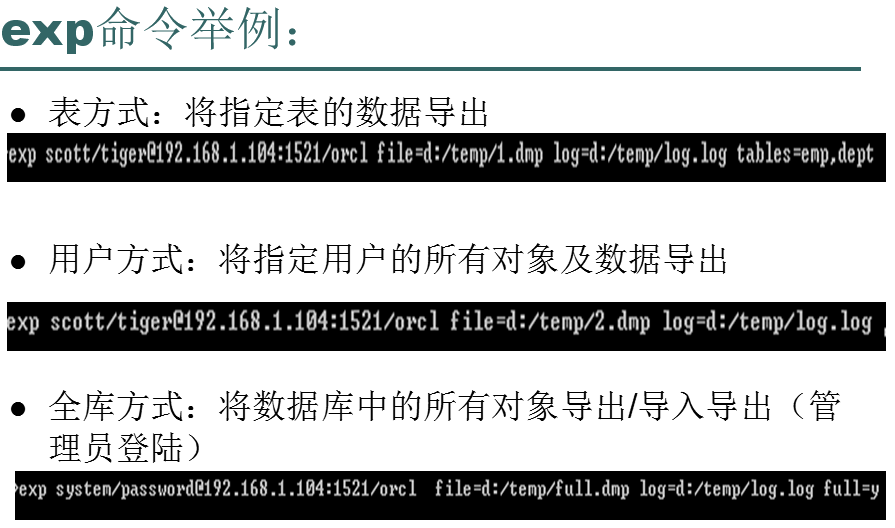 exp命令举例：
● 表方式：将指定表的数据导出
exp scott/tiger@192.168.1.104:1521/orcl file=d:/temp/1.dmp log=d:/temp/log.log tables=emp,dept
● 用户方式：将指定用户的所有对象及数据导出
exp scott/tiger@192.168.1.104:1521/orcl file=d:/temp/2.dmp log=d:/temp/log.log
● 全库方式：将数据库中的所有对象导出/导入导出（管
理员登陆）
>exp system/password@192.168.1.104:1521/orcl  file=d:/temp/full.dmp log=d:/temp/log.log full=y